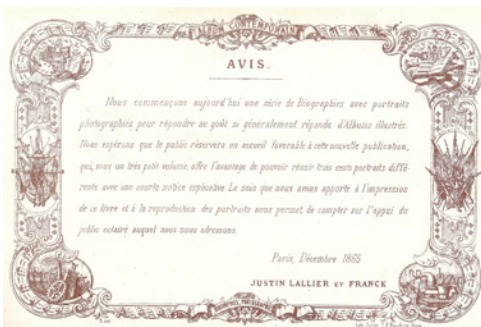 ALBUM CONTEMPORAIN
AVIS.
Nous commençons aujourd'hui une série de Biographies avec portraits
photographiés pour répondre au goût si généralement répandu d'Albums illustrés.
Nous espérons que le public réservera un accueil favorable à cette nouvelle publication,
qui, sous un très petit volume, offre l'avantage de pouvoir réunir trois cents portraits diffé-
rents avec une courte notice explicative. Le soin que nous avons apporté à l'impression
de ce livre et à la reproduction des portraits nous permet de compter sur l'appui du
public éclairé auquel nous nous adressons.
Paris, Décembre 1865
JUSTIN LALLIER ET FRANCK